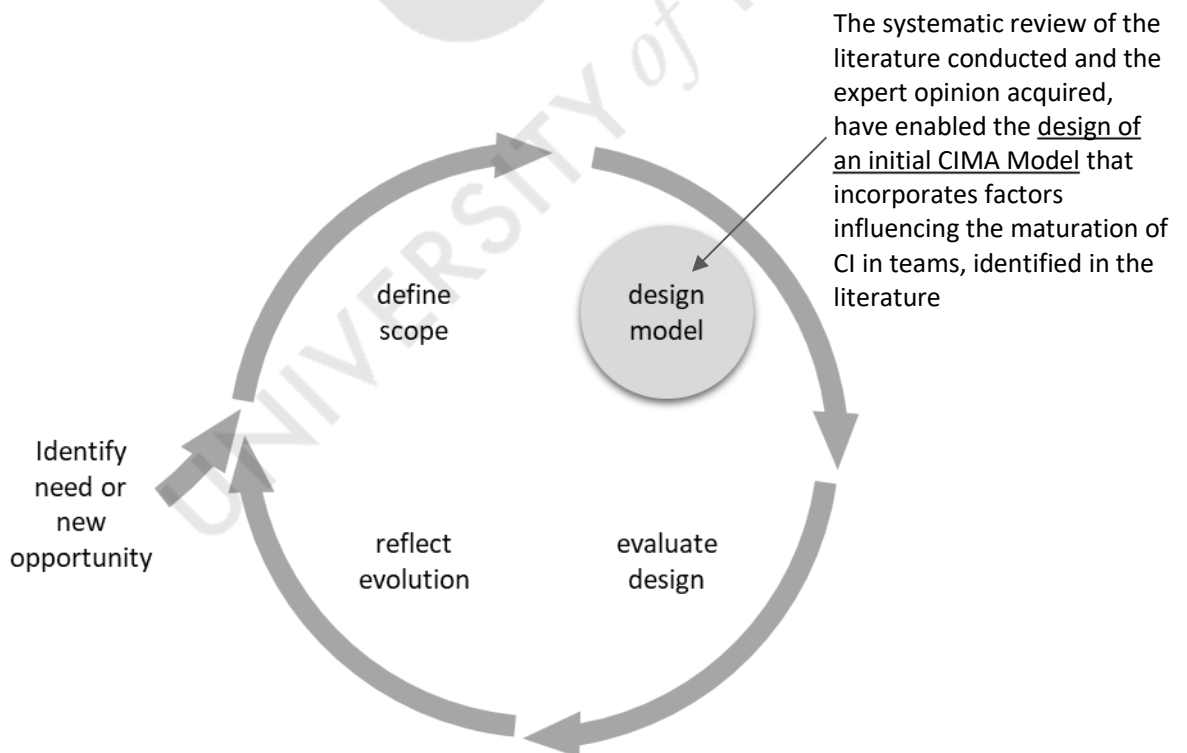 The systematic review of the
literature conducted and the
expert opinion acquired,
have enabled the design of
an initial CIMA Model that
incorporates factors
influencing the maturation of
CI in teams, identified in the
literature
define
scope
design
model
Identify
need or
new
opportunity
reflect
evolution
evaluate
design
UNIVERSITY of